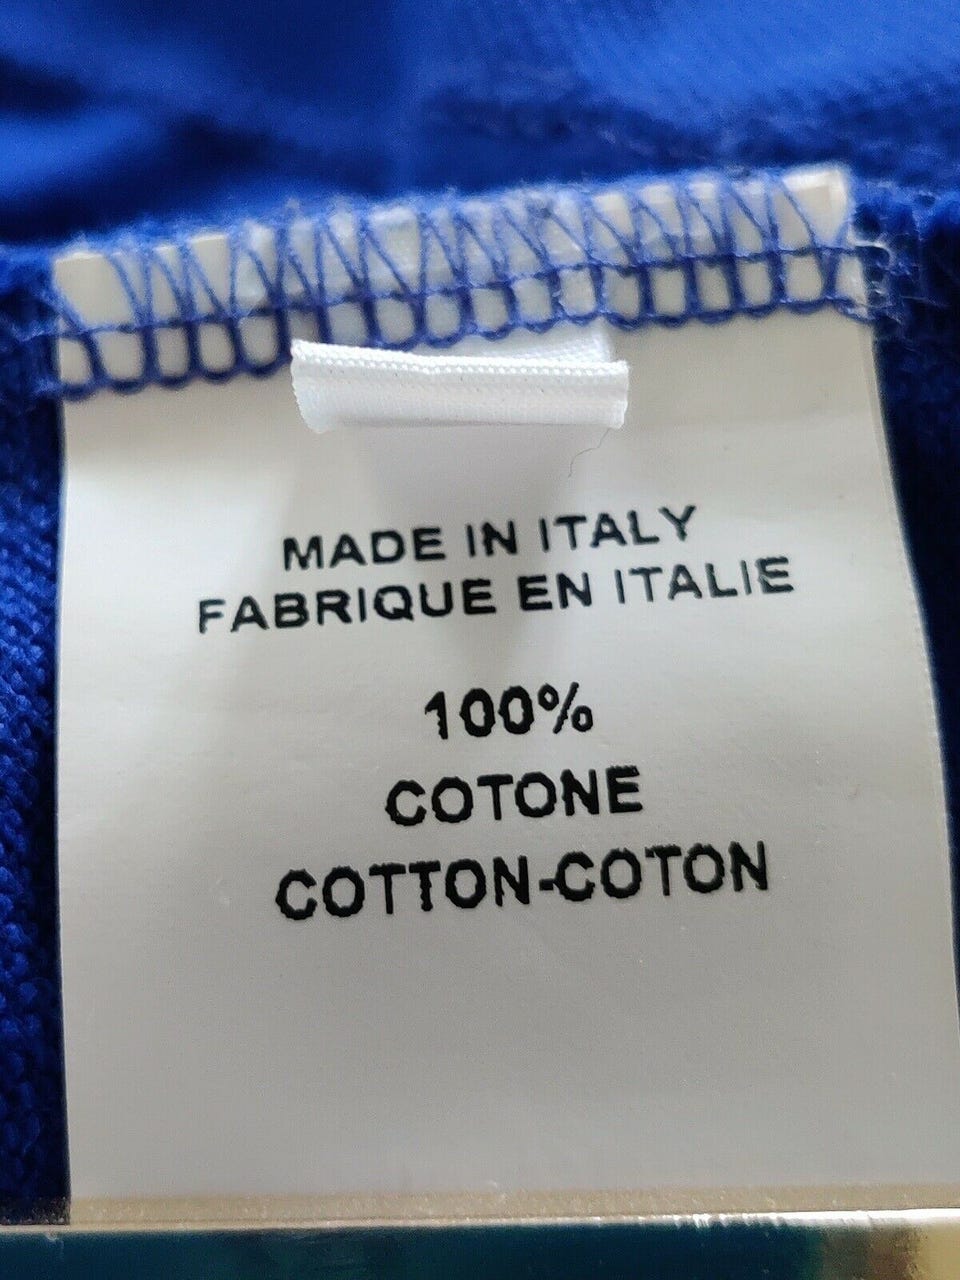 MADE IN ITALY
FABRIQUE EN ITALIE
100%
COTONE
COTTON-COTON